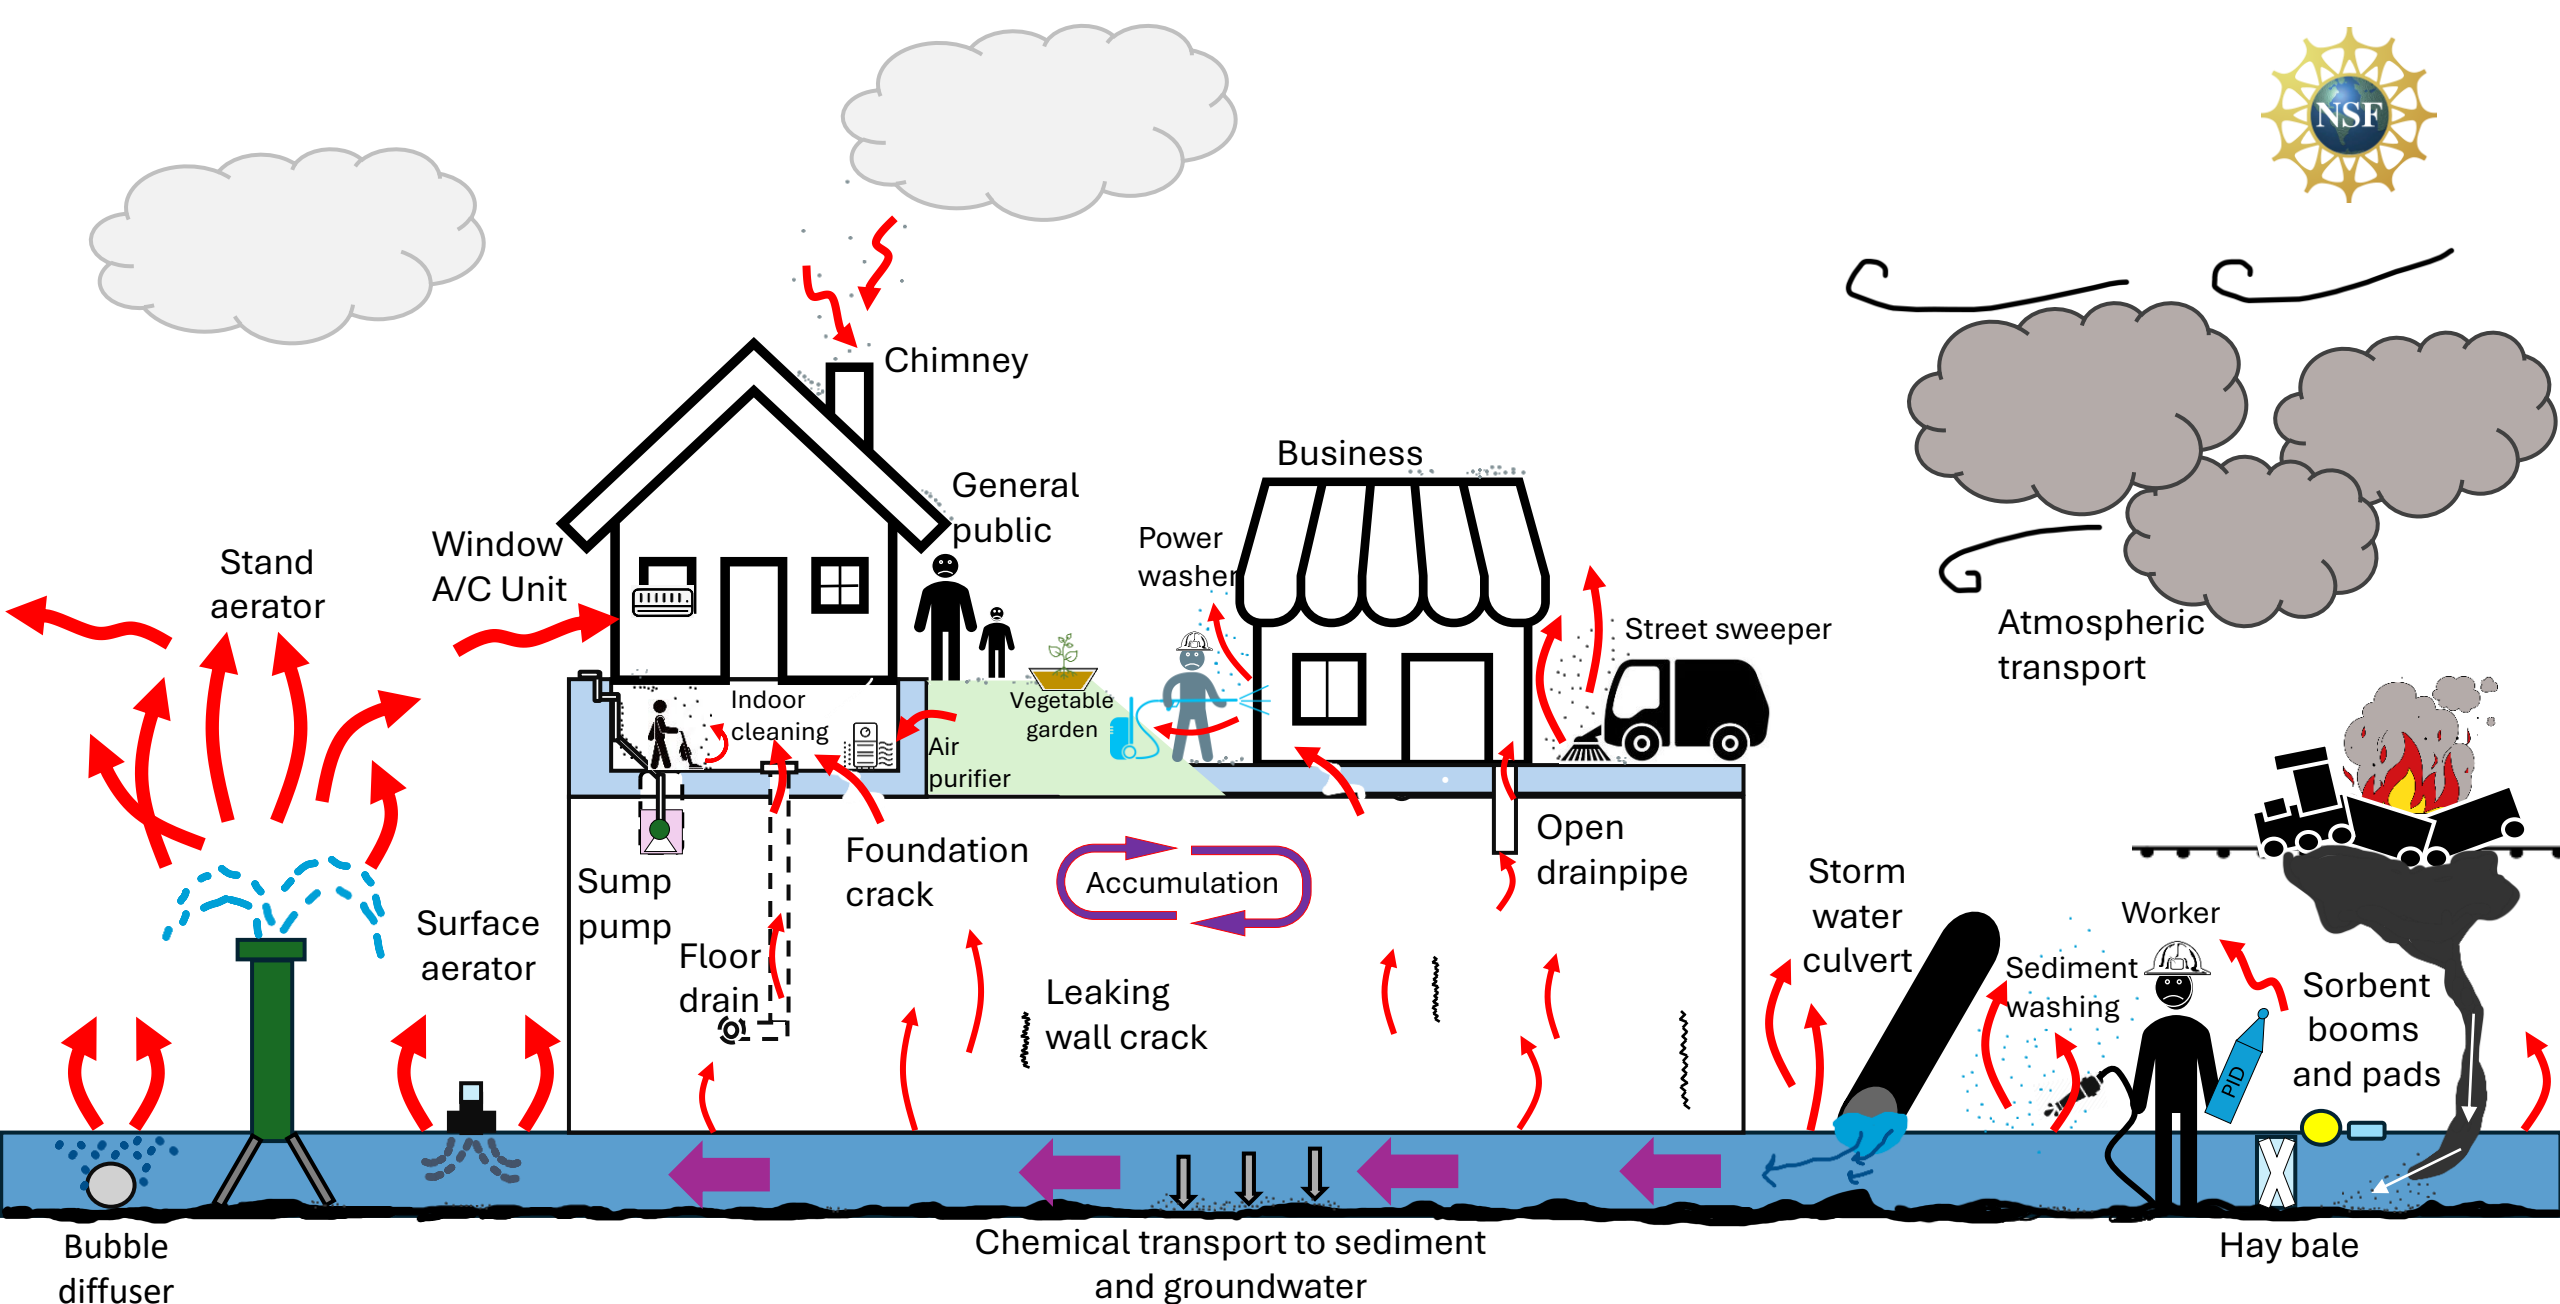 NSF
Chimney
Business
General
public
Window
A/C Unit
Power
washer
Stand
aerator
Street sweeper
Atmospheric
transport
Indoor
cleaning
Vegetable
garden
Air
purifier
Foundation
crack
Accumulation
Open
drainpipe
Storm
water
culvert
Sump
pump
Surface
aerator
Floor
drain
Leaking
wall crack
Worker
Sediment
washing
Sorbent
booms
and pads
PID
Chemical transport to sediment
and groundwater
Bubble
diffuser
Hay bale